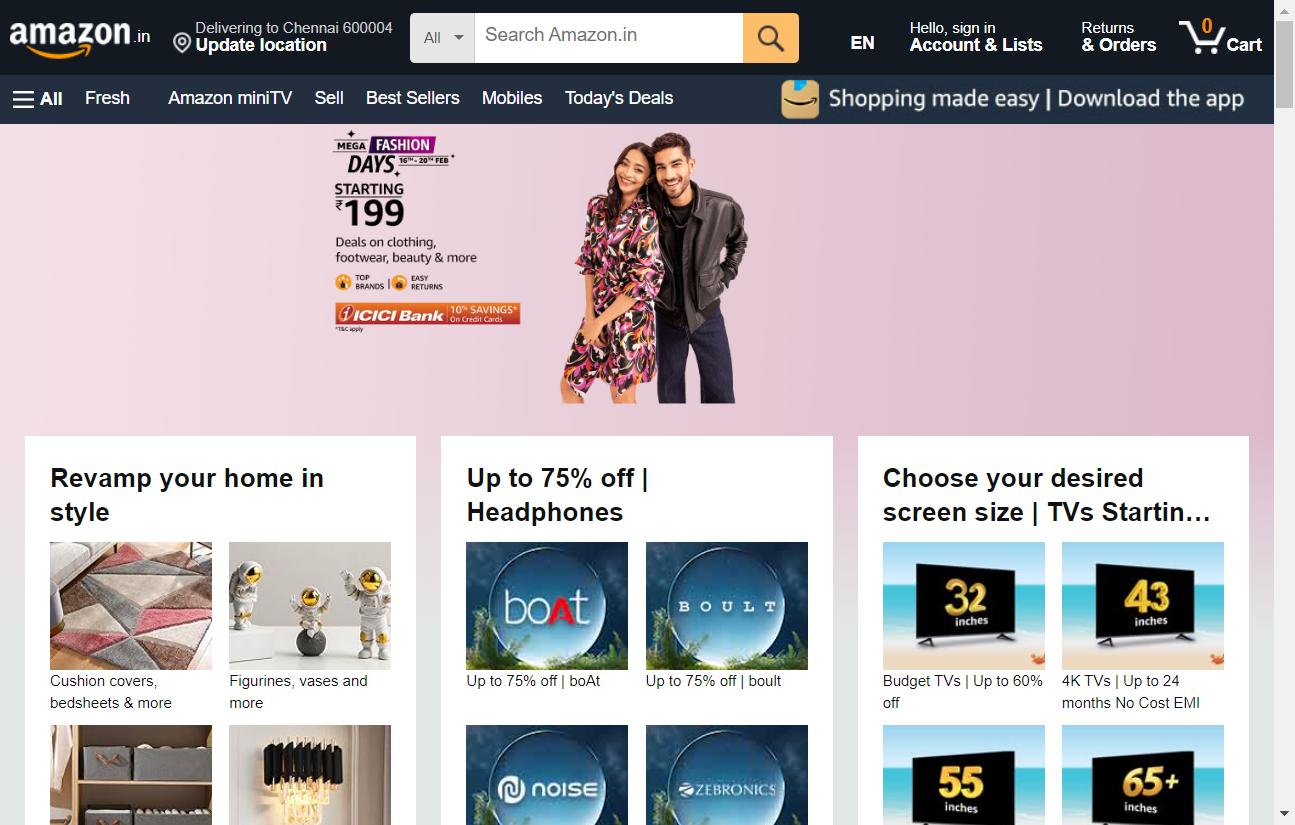 amazon.in
Delivering to Chennai 600004
Update location
All
Search Amazon.in
EN
Hello, sign in
Account & Lists
Returns
& Orders
0
Cart
All
Fresh
Amazon miniTV
Sell
Best Sellers
Mobiles
Today's Deals
Shopping made easy | Download the app
MEGA FASHION
DAYS 16TH - 20TH FEB
STARTING
₹199
Deals on clothing,
footwear, beauty & more
TOP
BRANDS
EASY
RETURNS
ICICI Bank
10% SAVINGS*
On Credit Cards
*T&C apply
Revamp your home in
style
Cushion covers,
bedsheets & more
Figurines, vases and
more
Up to 75% off |
Headphones
boAt
Up to 75% off | boAt
BOULT
Up to 75% off | boult
NOISE
ZEBRONICS
Choose your desired
screen size | TVs Startin…
32
inches
Budget TVs | Up to 60%
off
43
inches
4K TVs | Up to 24
months No Cost EMI
55
inches
65+
inches